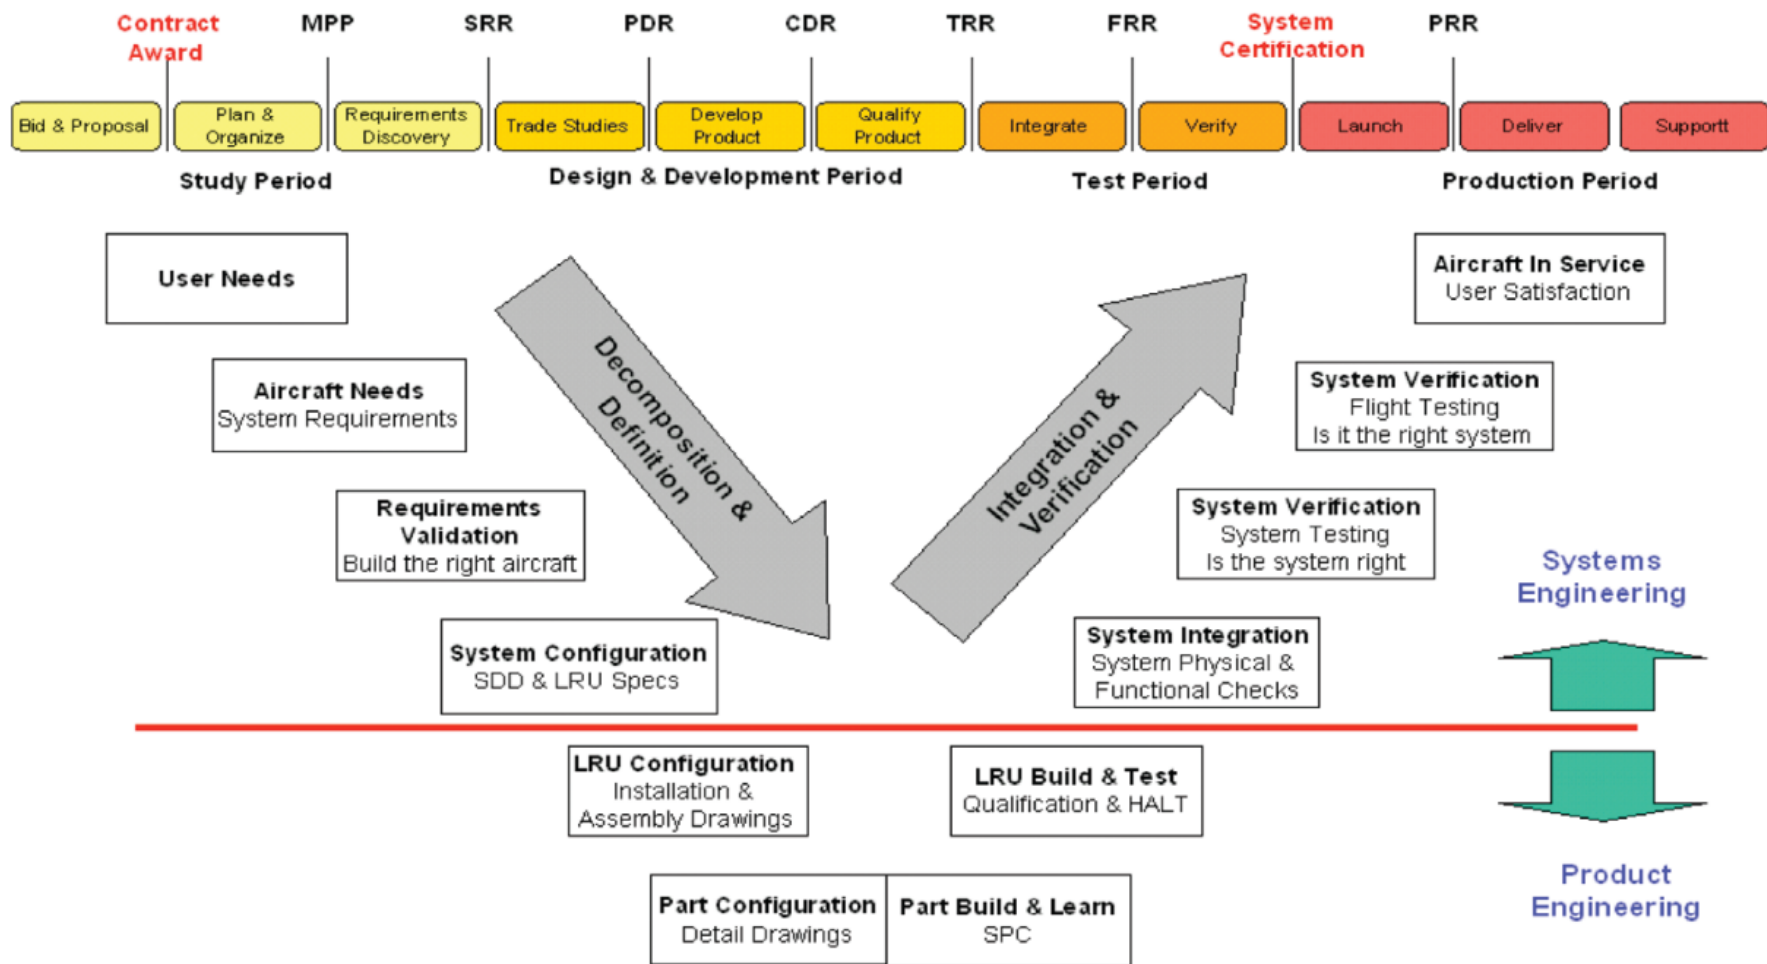 Contract
Award
MPP
SRR
PDR
CDR
TRR
FRR
System
Certification
PRR
Bid & Proposal
Plan &
Organize
Requirements
Discovery
Trade Studies
Develop
Product
Qualify
Product
Integrate
Verify
Launch
Deliver
Supportt
Study Period
Design & Development Period
Test Period
Production Period
User Needs
Aircraft Needs
System Requirements
Requirements
Validation
Build the right aircraft
System Configuration
SDD & LRU Specs
Decomposition &
Definition
LRU Configuration
Installation &
Assembly Drawings
Part Configuration
Detail Drawings
Part Build & Learn
SPC
LRU Build & Test
Qualification & HALT
System Integration
System Physical &
Functional Checks
Integration &
Verification
System Verification
System Testing
Is the system right
System Verification
Flight Testing
Is it the right system
Aircraft In Service
User Satisfaction
Systems
Engineering
Product
Engineering